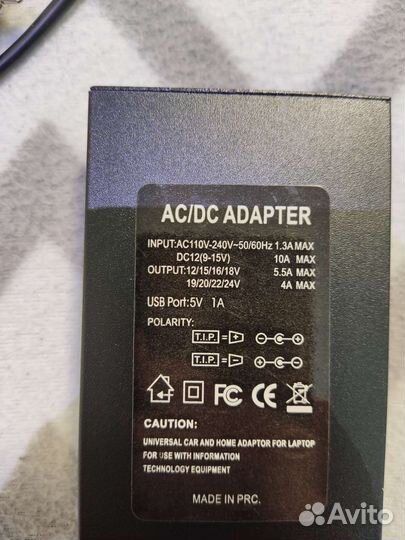 AC/DC ADAPTER
INPUT:AC110V-240V~50/60Hz 1.3A MAX
DC12(9-15V) 10A MAX
OUTPUT:12/15/16/18V 5.5A MAX
19/20/22/24V 4A MAX
USB Port:5V 1A
POLARITY:
T.I.P. = +
T.I.P. = −
FC CE
CAUTION:
UNIVERSAL CAR AND HOME ADAPTOR FOR LAPTOP
FOR USE WITH INFORMATION
TECHNOLOGY EQUIPMENT
MADE IN PRC.
Avito